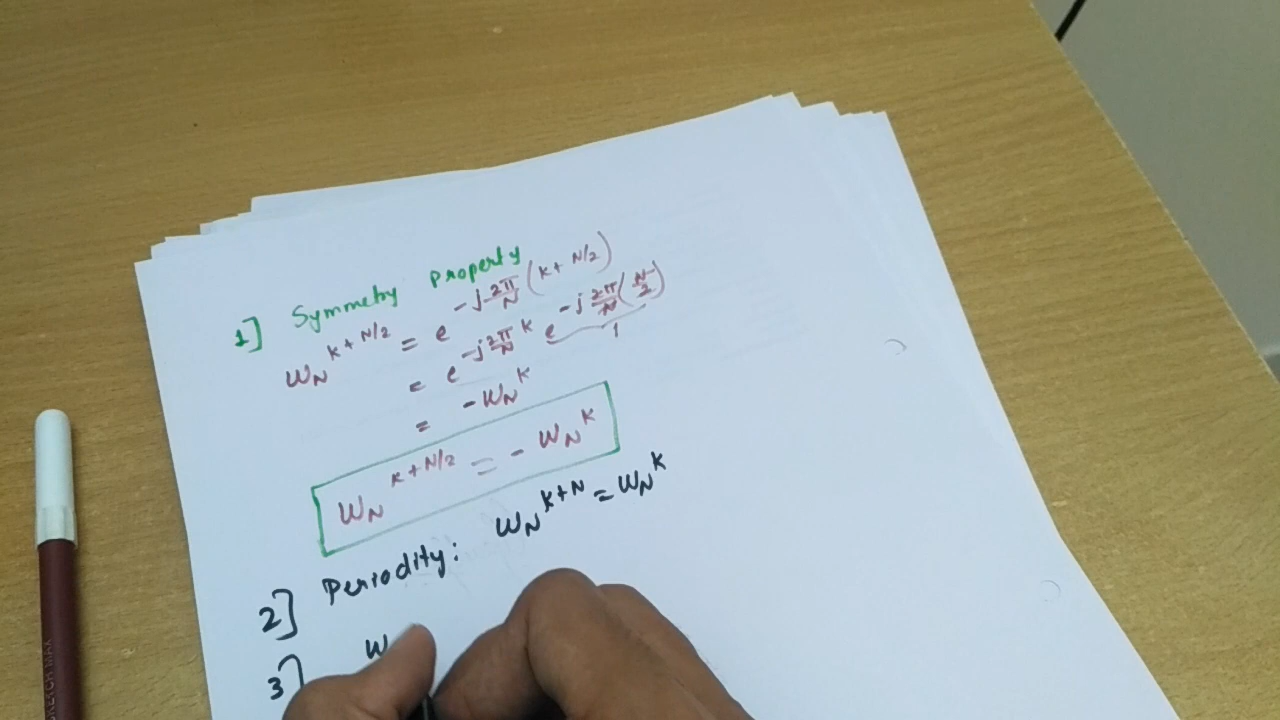 1] Symmetry Property
W_N^{k+N/2} = e^{-j 2π/N (k+N/2)}
= e^{-j 2π/N k} e^{-j 2π/N (N/2)}
1
= -W_N^k
W_N^{k+N/2} = -W_N^k
2] Periodity: W_N^{k+N} = W_N^k
3] W